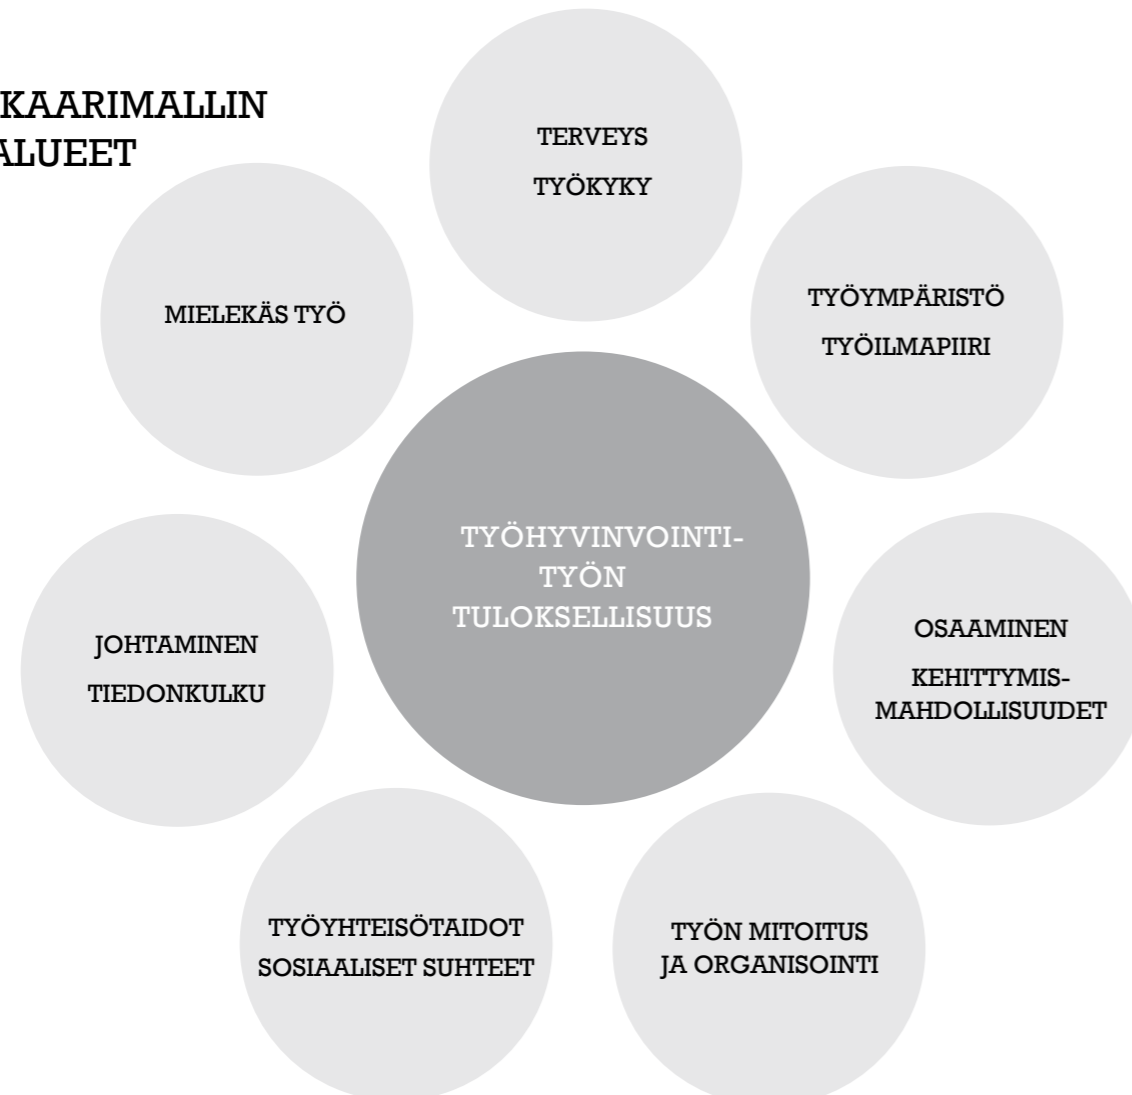 KAARIMALLIN
ALUEET
TERVEYS
TYÖKYKY
TYÖYMPÄRISTÖ
TYÖILMAPIIRI
MIELEKÄS TYÖ
TYÖHYVINVOINTI-
TYÖN
TULOKSELLISUUS
OSAAMINEN
KEHITTYMIS-
MAHDOLLISUUDET
JOHTAMINEN
TIEDONKULKU
TYÖYHTEISÖTAIDOT
SOSIAALISET SUHTEET
TYÖN MITOITUS
JA ORGANISOINTI